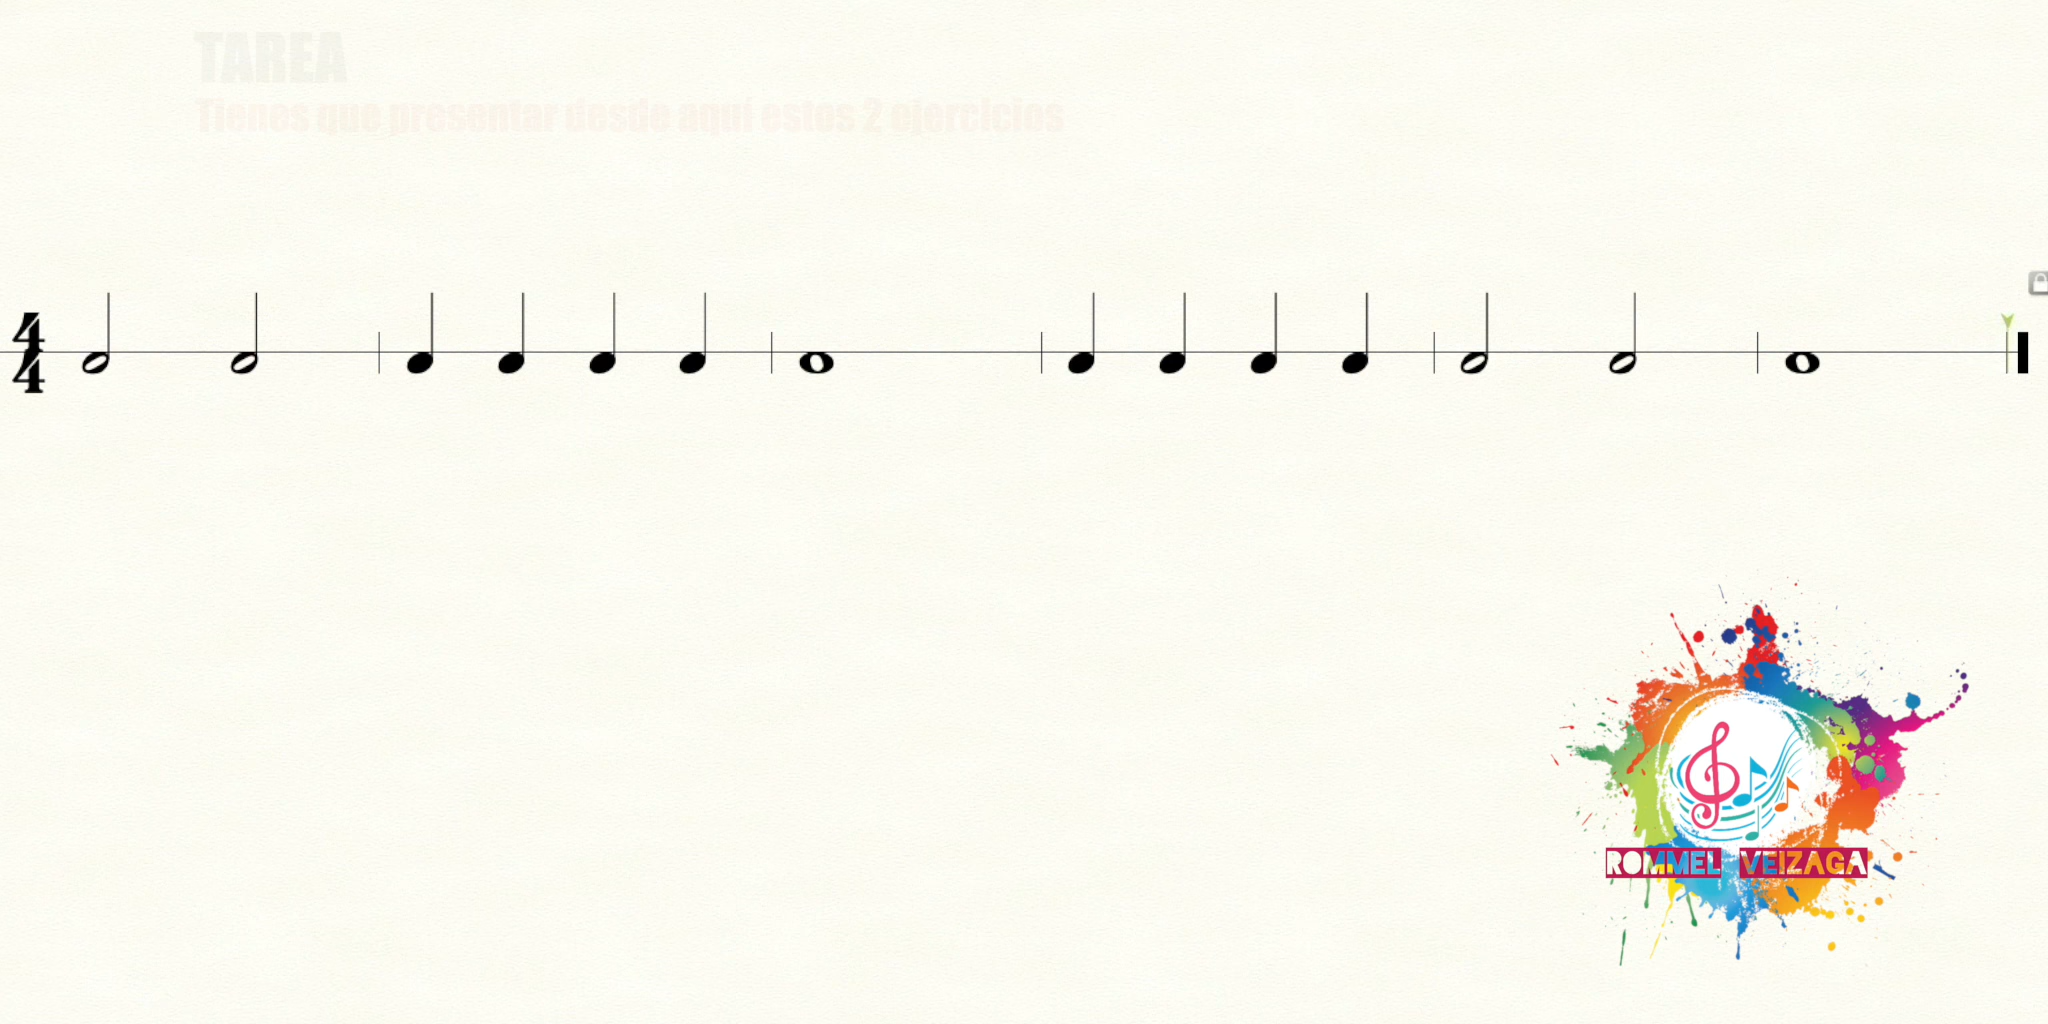 TAREA
Tienes que presentar desde aquí estos 2 ejercicios
4
4
ROMMEL VEIZAGA